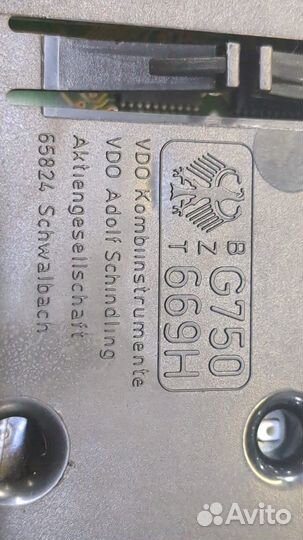 B
Z
T
G750
669H
VDO Kombiinstrumente
VDO Adolf Schindling
Aktiengesellschaft
65824 Schwalbach
Avito